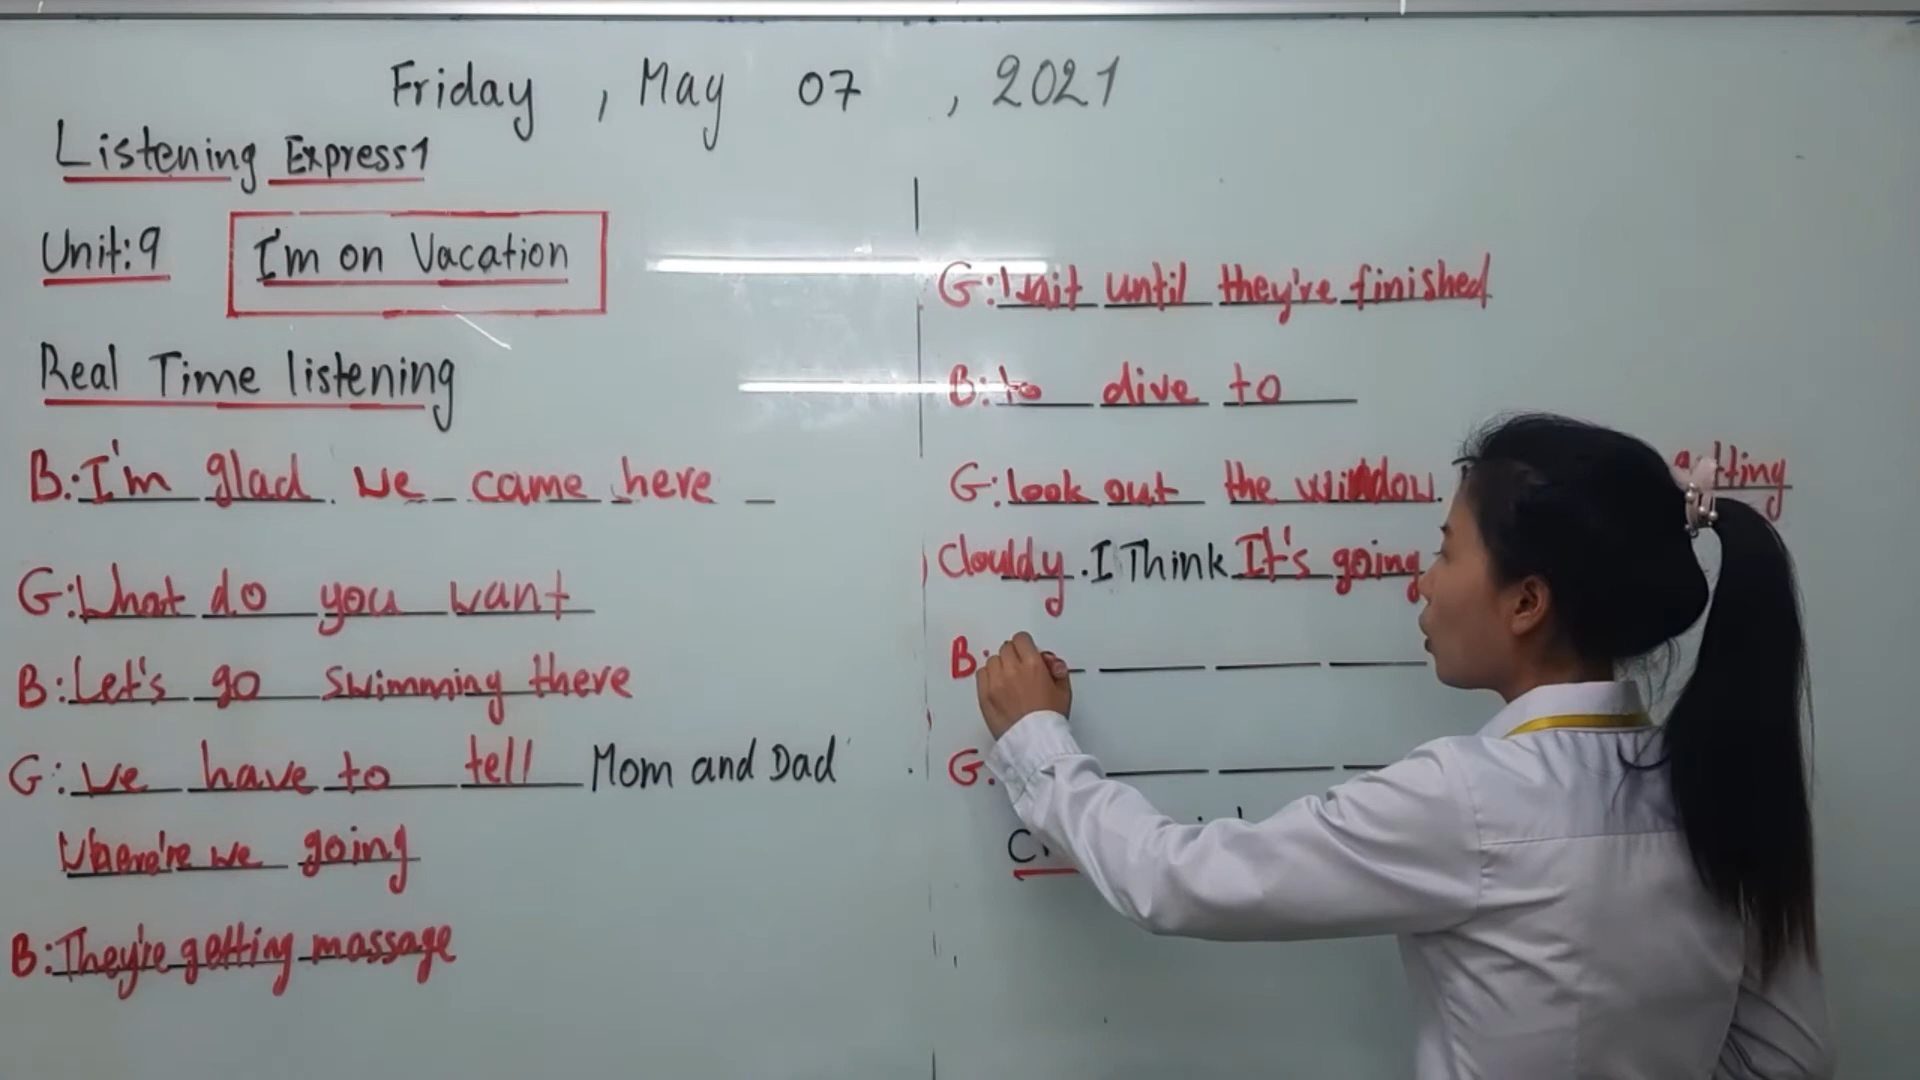 Friday , May 07 , 2021
Listening Express1
Unit:9 I'm on Vacation
Real Time listening
B: I'm glad we came here
G: What do you want
B: Let's go swimming there
G: we have to tell Mom and Dad
Where're we going
B: They're getting massage
G: Wait until they're finished
B: to dive to
G: look out the window. getting
Clouldy. I Think It's going
B:
G: